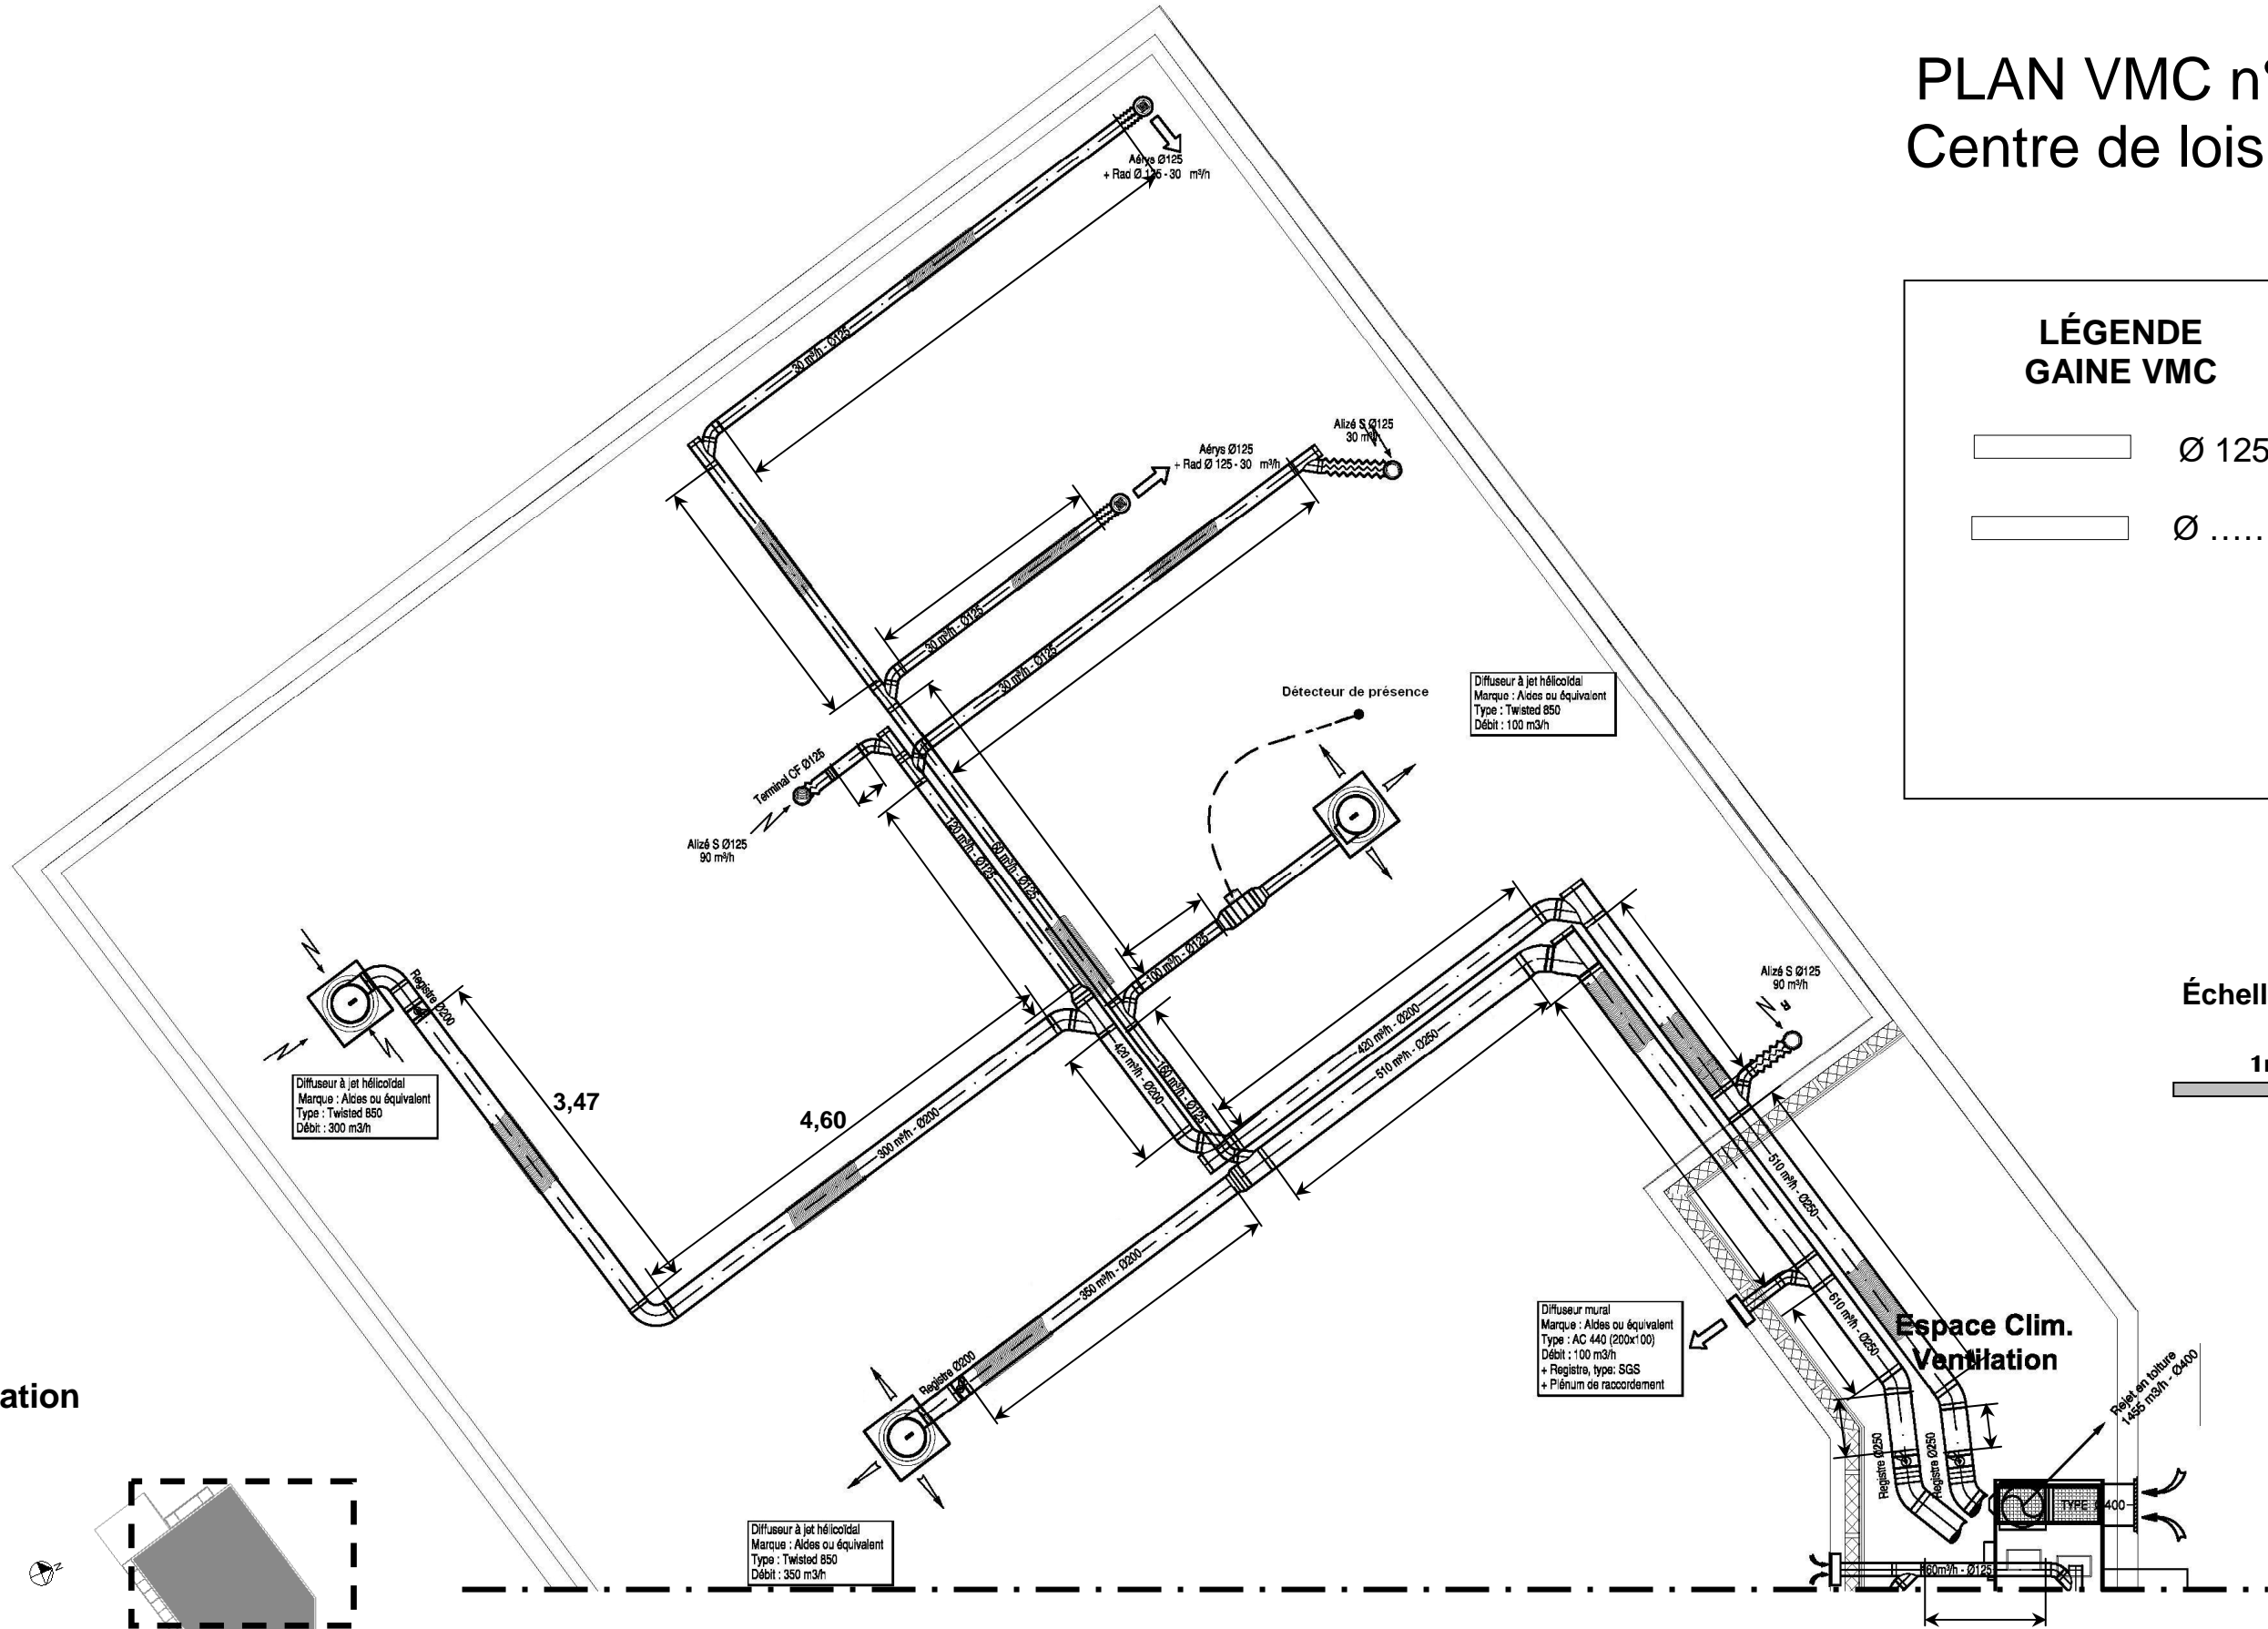 PLAN VMC n°
Centre de lois
LÉGENDE
GAINE VMC
Ø 125
Ø .....
Échell
1
Aérys Ø125
+ Rad Ø 125 - 30 m³/h
30 m³/h - Ø125
Alizé S Ø125
30 m³/h
Aérys Ø125
+ Rad Ø 125 - 30 m³/h
30 m³/h - Ø125
30 m³/h - Ø125
Détecteur de présence
Diffuseur à jet hélicoïdal
Marque : Aldes ou équivalent
Type : Twisted 850
Débit : 100 m3/h
Terminal CF Ø125
Alizé S Ø125
90 m³/h
120 m³/h - Ø125
60 m³/h - Ø125
100 m³/h - Ø125
Registre Ø200
Diffuseur à jet hélicoïdal
Marque : Aldes ou équivalent
Type : Twisted 850
Débit : 300 m3/h
3,47
4,60
300 m³/h - Ø200
420 m³/h - Ø200
160 m³/h - Ø125
420 m³/h - Ø200
510 m³/h - Ø250
Alizé S Ø125
90 m³/h
510 m³/h - Ø250
350 m³/h - Ø200
Registre Ø200
Diffuseur mural
Marque : Aldes ou équivalent
Type : AC 440 (200x100)
Débit : 100 m3/h
+ Registre, type: SGS
+ Plénum de raccordement
610 m³/h - Ø250
Espace Clim.
Ventilation
Rejet en toiture
1455 m3/h - Ø400
Registre Ø250
Registre Ø250
TYPE 400
60m³/h - Ø125
ation
N
Diffuseur à jet hélicoïdal
Marque : Aldes ou équivalent
Type : Twisted 850
Débit : 350 m3/h